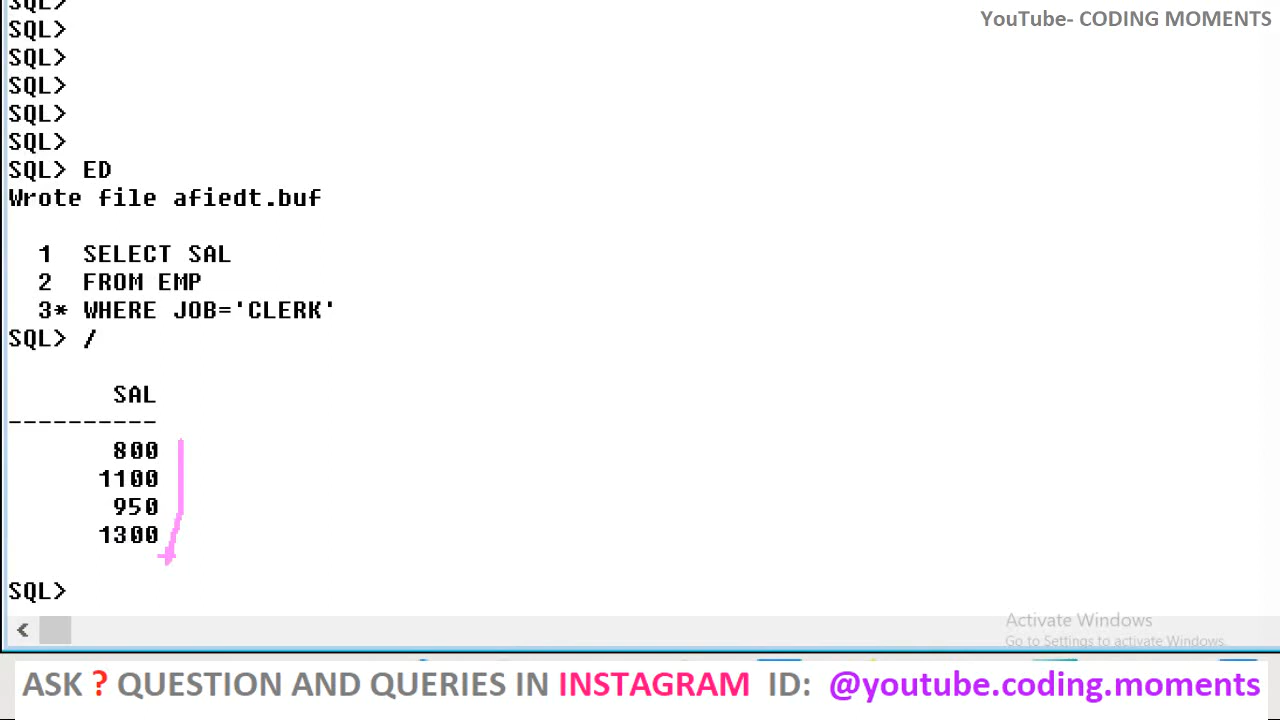 SQL>
YouTube- CODING MOMENTS
SQL>
SQL>
SQL>
SQL>
SQL>
SQL> ED
Wrote file afiedt.buf
1 SELECT SAL
2 FROM EMP
3* WHERE JOB='CLERK'
SQL> /
SAL
----------
800
1100
950
1300
SQL>
Activate Windows
Go to Settings to activate Windows.
ASK ? QUESTION AND QUERIES IN INSTAGRAM ID: @youtube.coding.moments